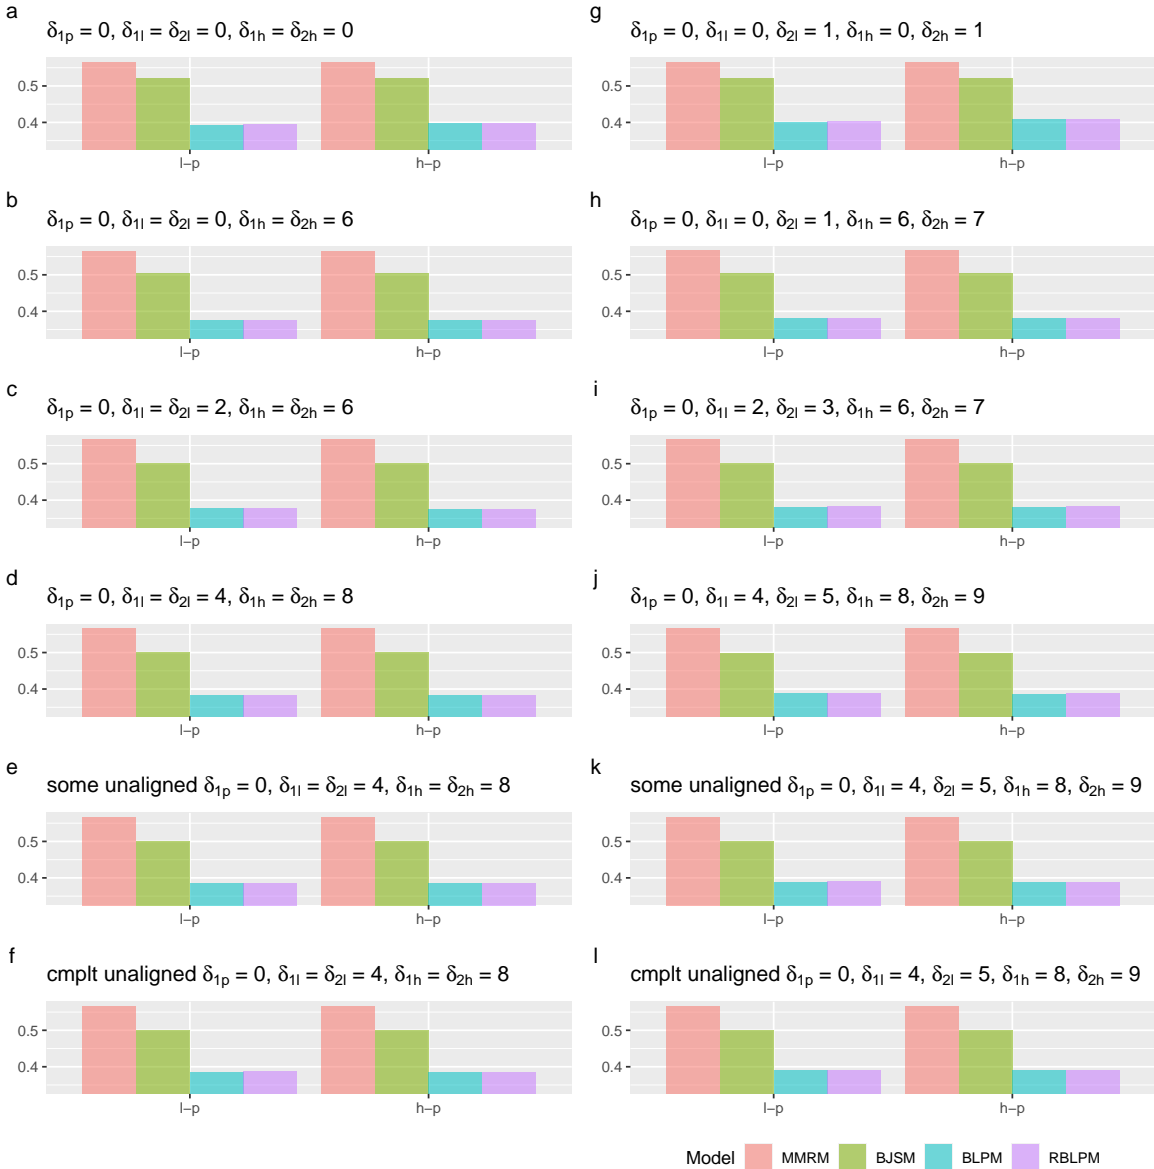 a
δ1p = 0, δ1l = δ2l = 0, δ1h = δ2h = 0
0.5
0.4
l−p
h−p
b
δ1p = 0, δ1l = δ2l = 0, δ1h = δ2h = 6
0.5
0.4
l−p
h−p
c
δ1p = 0, δ1l = δ2l = 2, δ1h = δ2h = 6
0.5
0.4
l−p
h−p
d
δ1p = 0, δ1l = δ2l = 4, δ1h = δ2h = 8
0.5
0.4
l−p
h−p
e
some unaligned δ1p = 0, δ1l = δ2l = 4, δ1h = δ2h = 8
0.5
0.4
l−p
h−p
f
cmplt unaligned δ1p = 0, δ1l = δ2l = 4, δ1h = δ2h = 8
0.5
0.4
l−p
h−p
g
δ1p = 0, δ1l = 0, δ2l = 1, δ1h = 0, δ2h = 1
0.5
0.4
l−p
h−p
h
δ1p = 0, δ1l = 0, δ2l = 1, δ1h = 6, δ2h = 7
0.5
0.4
l−p
h−p
i
δ1p = 0, δ1l = 2, δ2l = 3, δ1h = 6, δ2h = 7
0.5
0.4
l−p
h−p
j
δ1p = 0, δ1l = 4, δ2l = 5, δ1h = 8, δ2h = 9
0.5
0.4
l−p
h−p
k
some unaligned δ1p = 0, δ1l = 4, δ2l = 5, δ1h = 8, δ2h = 9
0.5
0.4
l−p
h−p
l
cmplt unaligned δ1p = 0, δ1l = 4, δ2l = 5, δ1h = 8, δ2h = 9
0.5
0.4
l−p
h−p
Model MMRM BJSM BLPM RBLPM